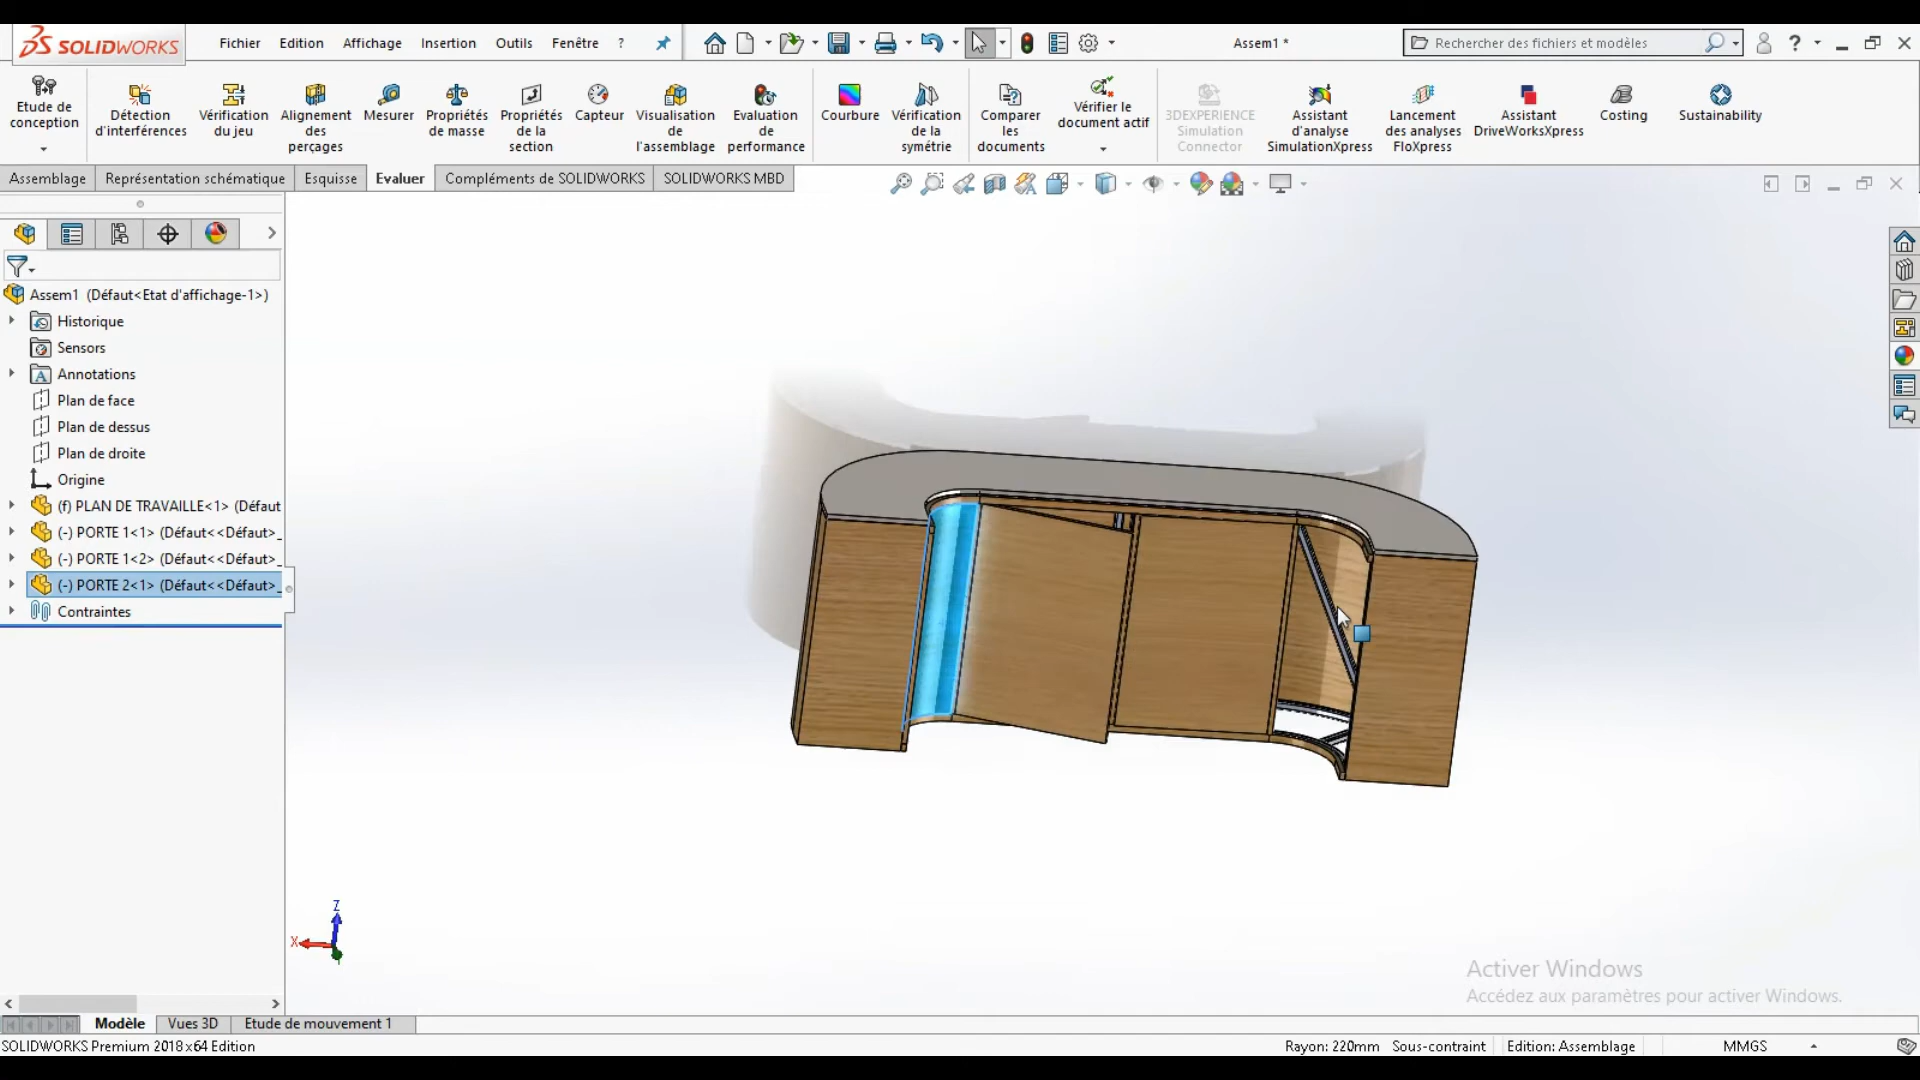 SOLIDWORKS Fichier Edition Affichage Insertion Outils Fenêtre ? Assem1 * Rechercher des fichiers et modèles ?
Etude de conception
Détection d'interférences
Vérification du jeu
Alignement des perçages
Mesurer
Propriétés de masse
Propriétés de la section
Capteur
Visualisation de l'assemblage
Evaluation de performance
Courbure
Vérification de la symétrie
Comparer les documents
Vérifier le document actif
3DEXPERIENCE Simulation Connector
Assistant d'analyse SimulationXpress
Lancement des analyses FloXpress
Assistant DriveWorksXpress
Costing
Sustainability
Assemblage Représentation schématique Esquisse Evaluer Compléments de SOLIDWORKS SOLIDWORKS MBD
Assem1 (Défaut<Etat d'affichage-1>)
Historique
Sensors
Annotations
Plan de face
Plan de dessus
Plan de droite
Origine
(f) PLAN DE TRAVAILLE<1> (Défaut
(-) PORTE 1<1> (Défaut<<Défaut>_
(-) PORTE 1<2> (Défaut<<Défaut>_
(-) PORTE 2<1> (Défaut<<Défaut>_
Contraintes
Z
X
Activer Windows
Accédez aux paramètres pour activer Windows.
Modèle Vues 3D Etude de mouvement 1
SOLIDWORKS Premium 2018 x64 Edition Rayon: 220mm Sous-contraint Edition: Assemblage MMGS